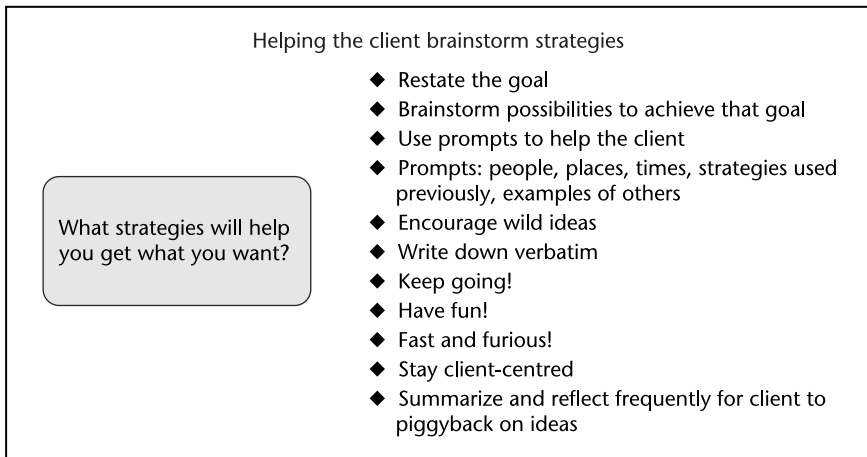 Helping the client brainstorm strategies
What strategies will help
you get what you want?
◆ Restate the goal
◆ Brainstorm possibilities to achieve that goal
◆ Use prompts to help the client
◆ Prompts: people, places, times, strategies used
previously, examples of others
◆ Encourage wild ideas
◆ Write down verbatim
◆ Keep going!
◆ Have fun!
◆ Fast and furious!
◆ Stay client-centred
◆ Summarize and reflect frequently for client to
piggyback on ideas